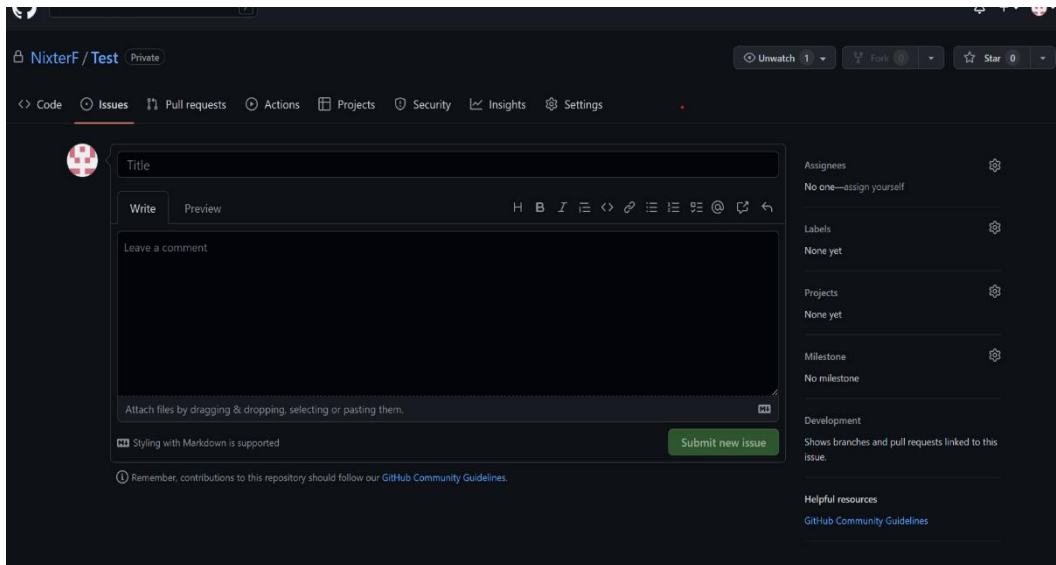 NixterF / Test Private
Unwatch 1
Fork 0
Star 0
Code Issues Pull requests Actions Projects Security Insights Settings
Title
Write Preview
Leave a comment
Attach files by dragging & dropping, selecting or pasting them.
Styling with Markdown is supported
Submit new issue
Remember, contributions to this repository should follow our GitHub Community Guidelines.
Assignees
No one—assign yourself
Labels
None yet
Projects
None yet
Milestone
No milestone
Development
Shows branches and pull requests linked to this
issue.
Helpful resources
GitHub Community Guidelines